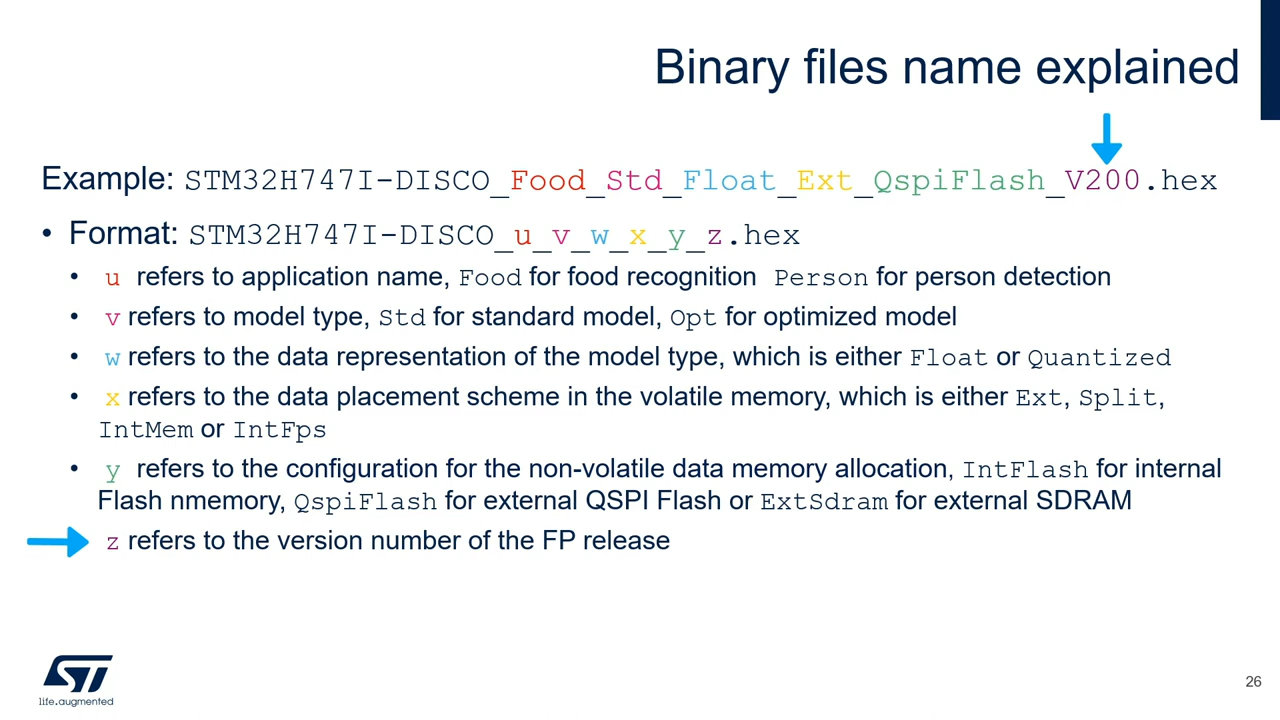 Binary files name explained
Example: STM32H747I-DISCO_Food_Std_Float_Ext_QspiFlash_V200.hex
• Format: STM32H747I-DISCO_u_v_w_x_y_z.hex
• u refers to application name, Food for food recognition Person for person detection
• v refers to model type, Std for standard model, Opt for optimized model
• w refers to the data representation of the model type, which is either Float or Quantized
• x refers to the data placement scheme in the volatile memory, which is either Ext, Split,
IntMem or IntFps
• y refers to the configuration for the non-volatile data memory allocation, IntFlash for internal
Flash nmemory, QspiFlash for external QSPI Flash or ExtSdram for external SDRAM
z refers to the version number of the FP release
ST
life.augmented
26